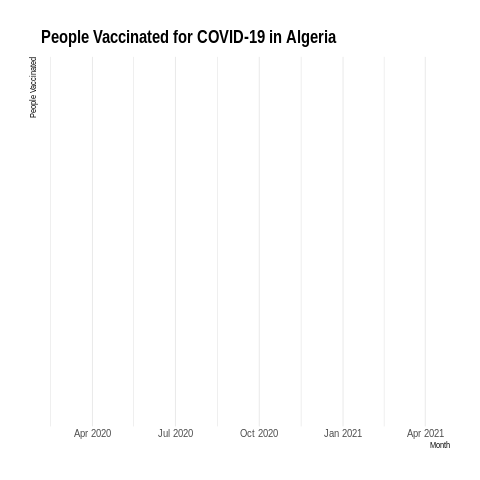 People Vaccinated for COVID-19 in Algeria
People Vaccinated
Apr 2020 Jul 2020 Oct 2020 Jan 2021 Apr 2021
Month